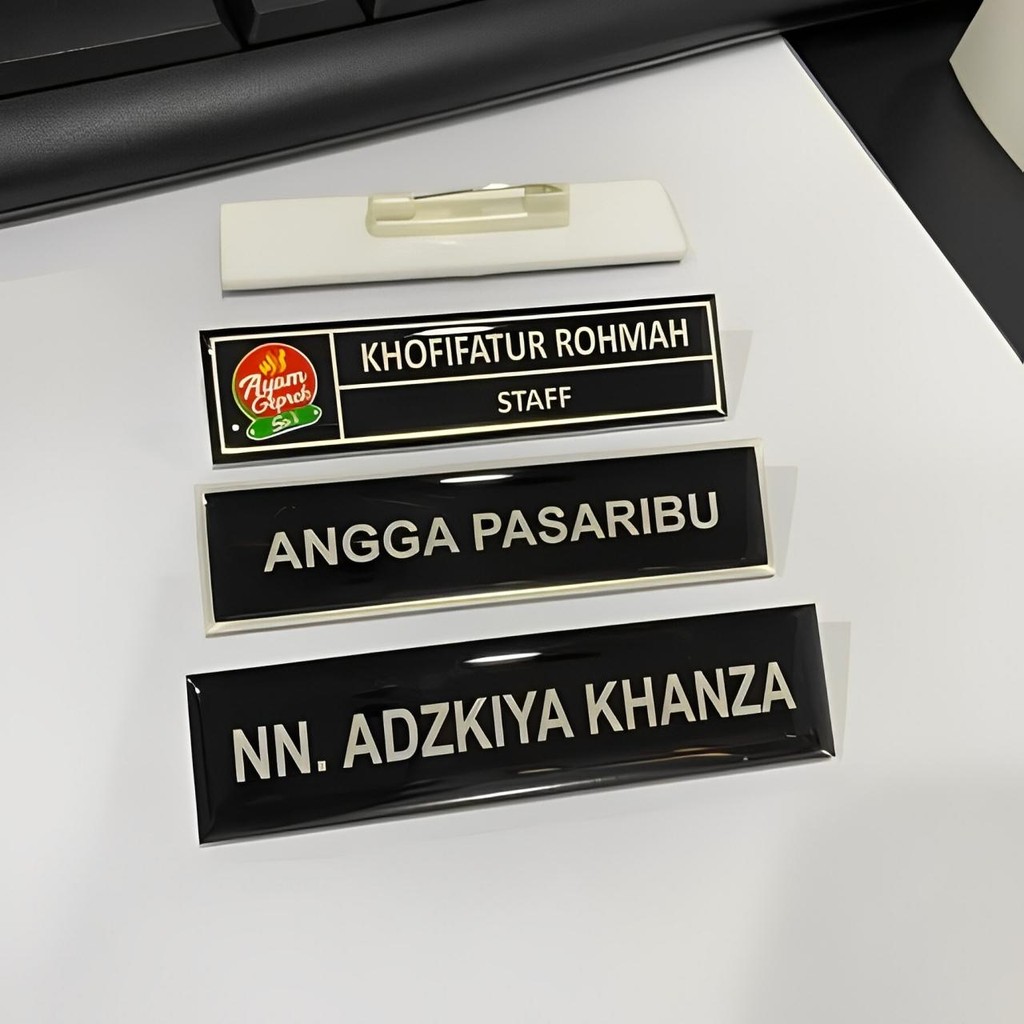 Ayam
Geprek
KHOFIFATUR ROHMAH
STAFF
ANGGA PASARIBU
NN. ADZKIYA KHANZA